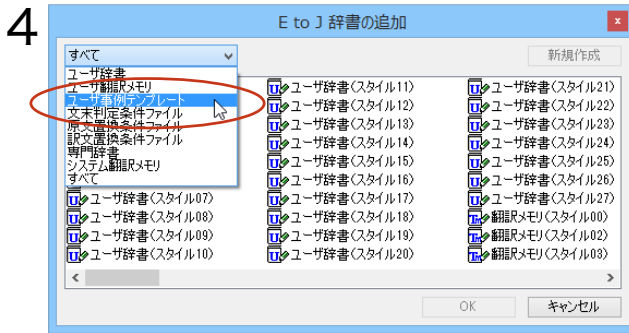 4
E to J 辞書の追加
x
すべて
新規作成
ユーザ辞書
ユーザ翻訳メモリ
ユーザ事例テンプレート
文末判定条件ファイル
原文置換条件ファイル
訳文置換条件ファイル
専門辞書
システム翻訳メモリ
すべて
ユーザ辞書(スタイル07)
ユーザ辞書(スタイル08)
ユーザ辞書(スタイル09)
ユーザ辞書(スタイル10)
ユーザ辞書(スタイル11)
ユーザ辞書(スタイル12)
ユーザ辞書(スタイル13)
ユーザ辞書(スタイル14)
ユーザ辞書(スタイル15)
ユーザ辞書(スタイル16)
ユーザ辞書(スタイル17)
ユーザ辞書(スタイル18)
ユーザ辞書(スタイル19)
ユーザ辞書(スタイル20)
ユーザ辞書(スタイル21)
ユーザ辞書(スタイル22)
ユーザ辞書(スタイル23)
ユーザ辞書(スタイル24)
ユーザ辞書(スタイル25)
ユーザ辞書(スタイル26)
ユーザ辞書(スタイル27)
翻訳メモリ(スタイル00)
翻訳メモリ(スタイル02)
翻訳メモリ(スタイル03)
OK
キャンセル